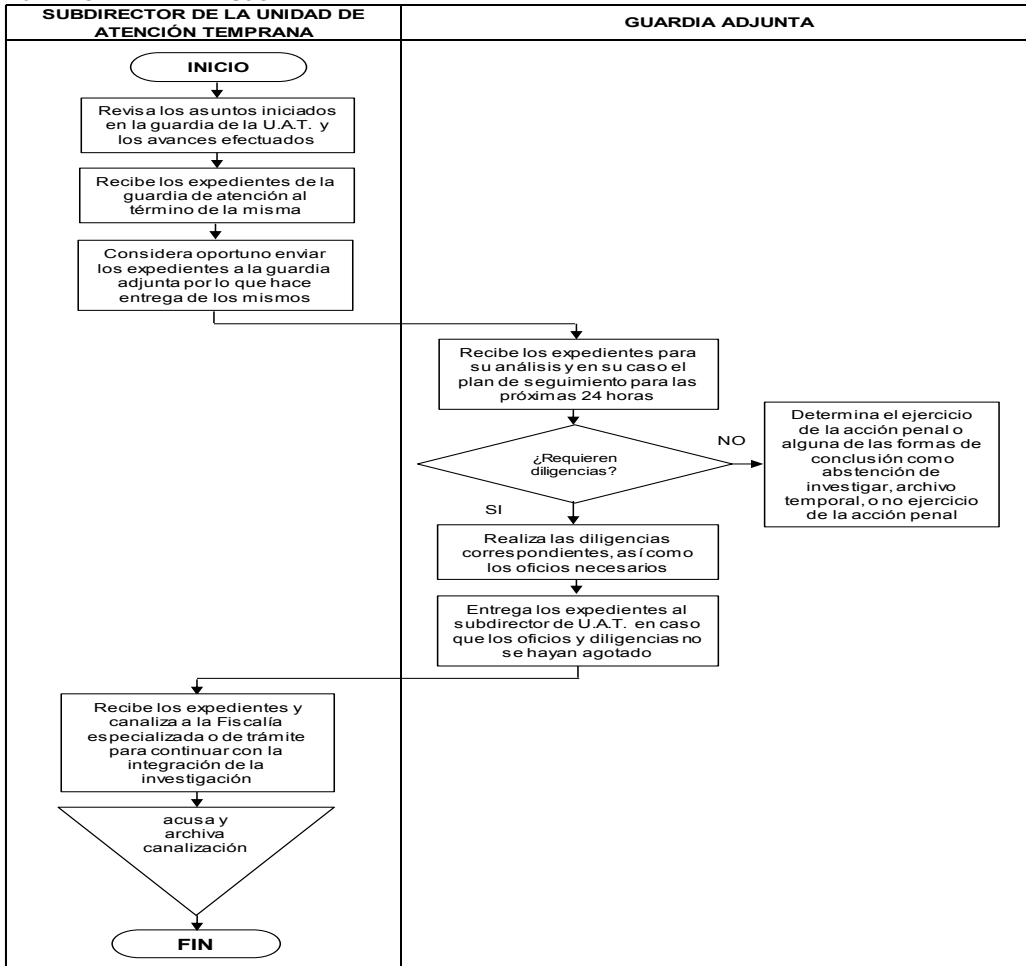 SUBDIRECTOR DE LA UNIDAD DE
ATENCIÓN TEMPRANA
GUARDIA ADJUNTA
INICIO
Revisa los asuntos iniciados
en la guardia de la U.A.T. y
los avances efectuados
Recibe los expedientes de la
guardia de atención al
término de la misma
Considera oportuno enviar
los expedientes a la guardia
adjunta por lo que hace
entrega de los mismos
Recibe los expedientes para
su análisis y en su caso el
plan de seguimiento para las
próximas 24 horas
¿Requieren
diligencias?
NO
Determina el ejercicio
de la acción penal o
alguna de las formas de
conclusión como
abstención de
investigar, archivo
temporal, o no ejercicio
de la acción penal
SI
Realiza las diligencias
correspondientes, así como
los oficios necesarios
Entrega los expedientes al
subdirector de U.A.T. en caso
que los oficios y diligencias no
se hayan agotado
Recibe los expedientes y
canaliza a la Fiscalía
especializada o de trámite
para continuar con la
integración de la
investigación
acusa y
archiva
canalización
FIN